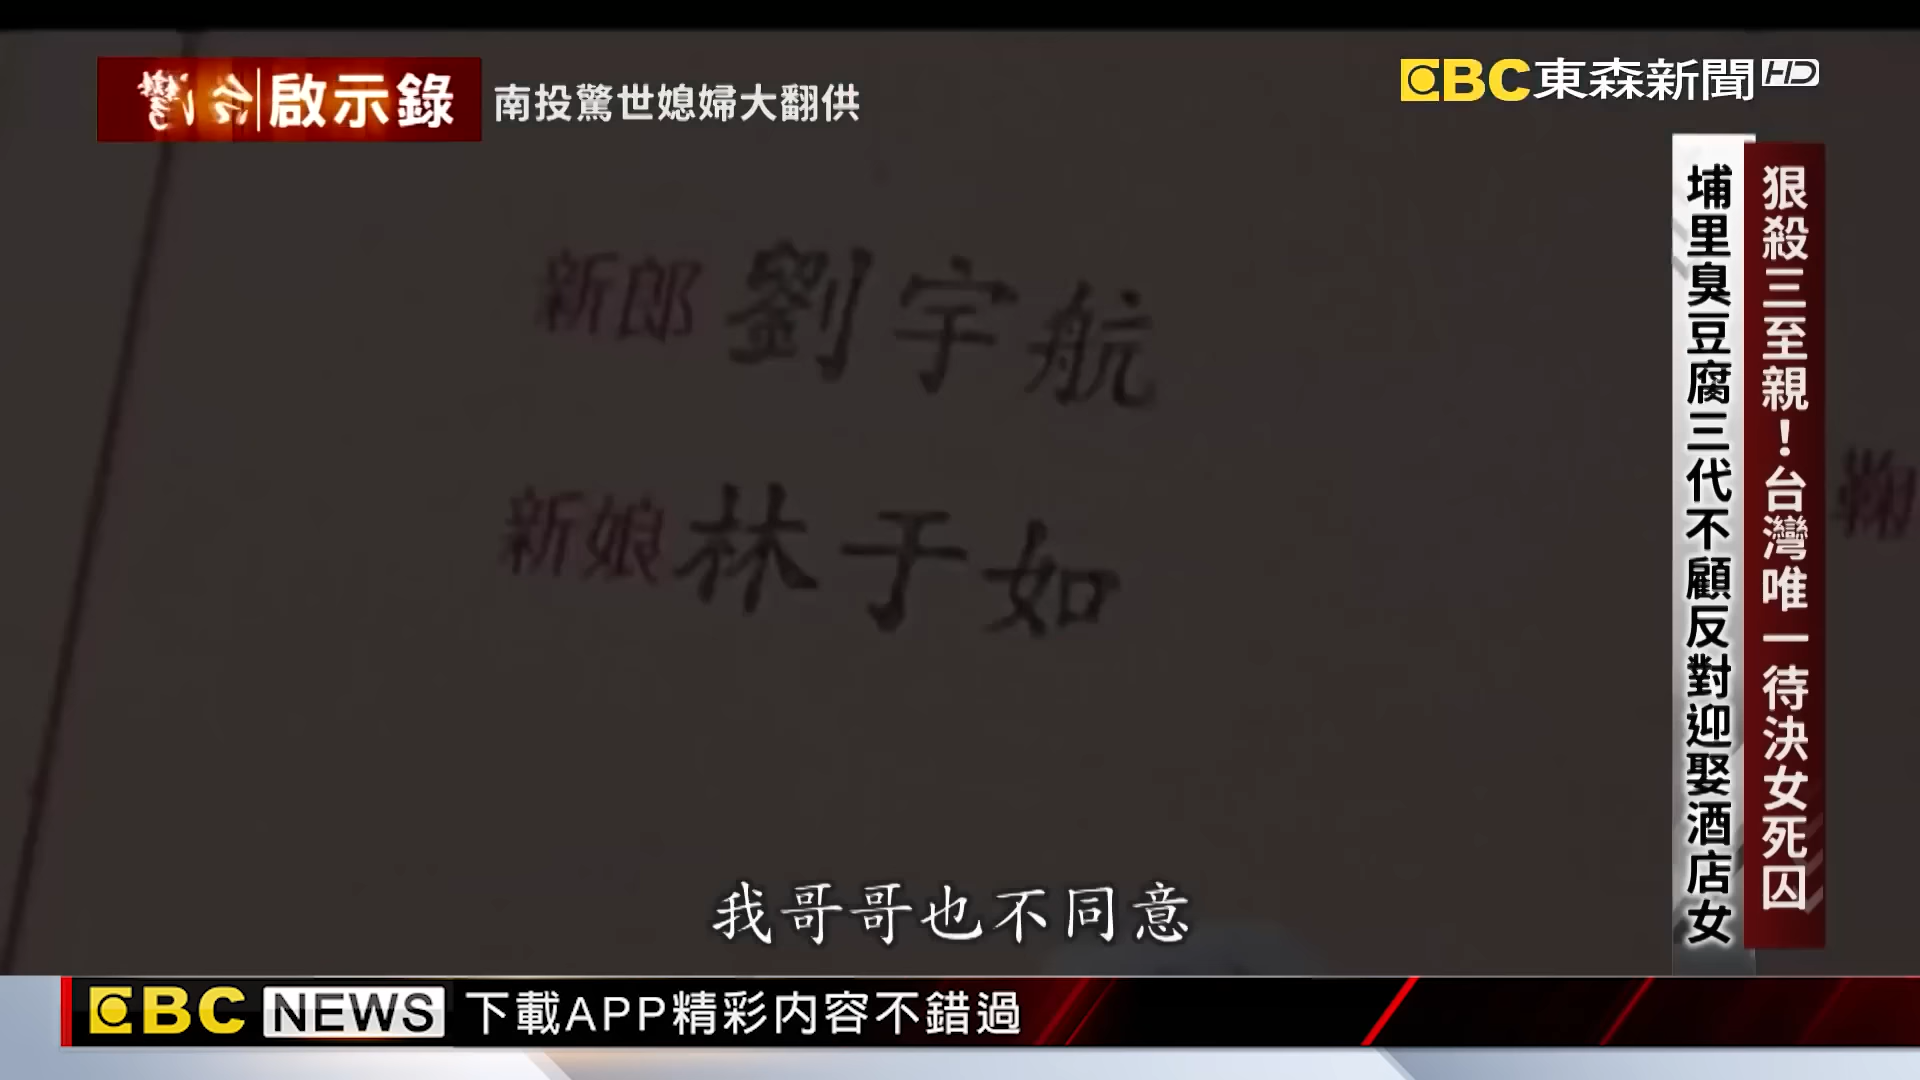 台灣啟示錄
南投驚世媳婦大翻供
EBC東森新聞HD
狠殺三至親！台灣唯一待決女死囚
埔里臭豆腐三代不顧反對迎娶酒店女
新郎 劉宇航
新娘 林于如
鞠
我哥哥也不同意
EBC NEWS 下載APP精彩內容不錯過